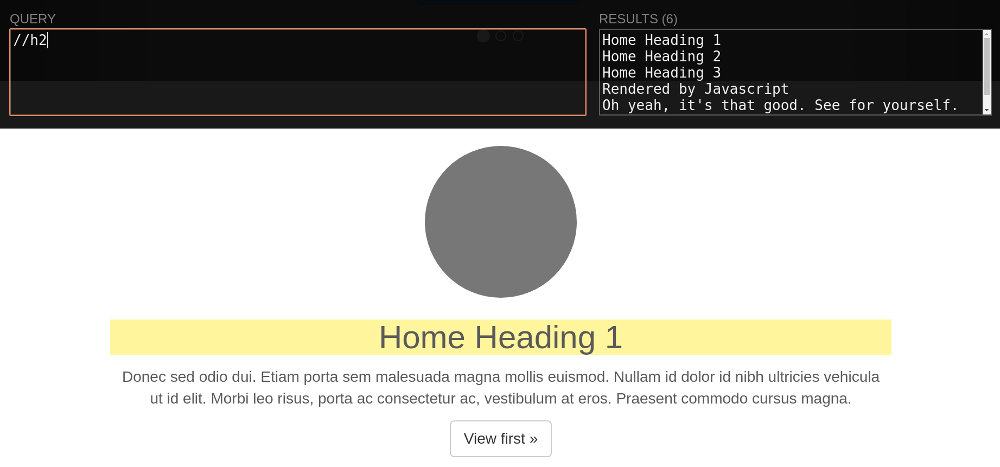 QUERY
//h2
RESULTS (6)
Home Heading 1
Home Heading 2
Home Heading 3
Rendered by Javascript
Oh yeah, it's that good. See for yourself.
Home Heading 1
Donec sed odio dui. Etiam porta sem malesuada magna mollis euismod. Nullam id dolor id nibh ultricies vehicula
ut id elit. Morbi leo risus, porta ac consectetur ac, vestibulum at eros. Praesent commodo cursus magna.
View first »